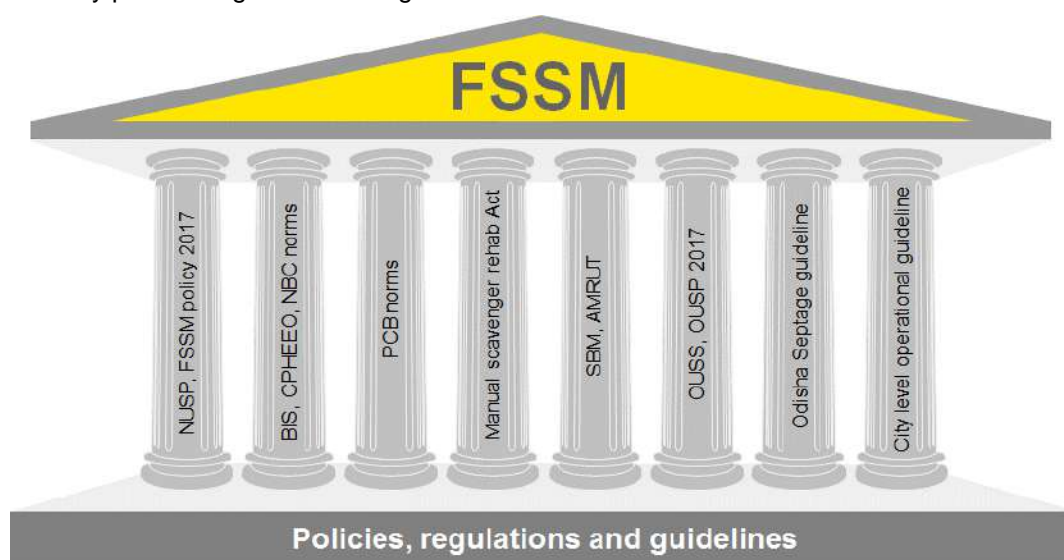 FSSM
NUSP, FSSM policy 2017
BIS, CPHEEO, NBC norms
PCB norms
Manual scavenger rehab Act
SBM, AMRUT
OUSS, OUSP 2017
Odisha Septage guideline
City level operational guideline
Policies, regulations and guidelines